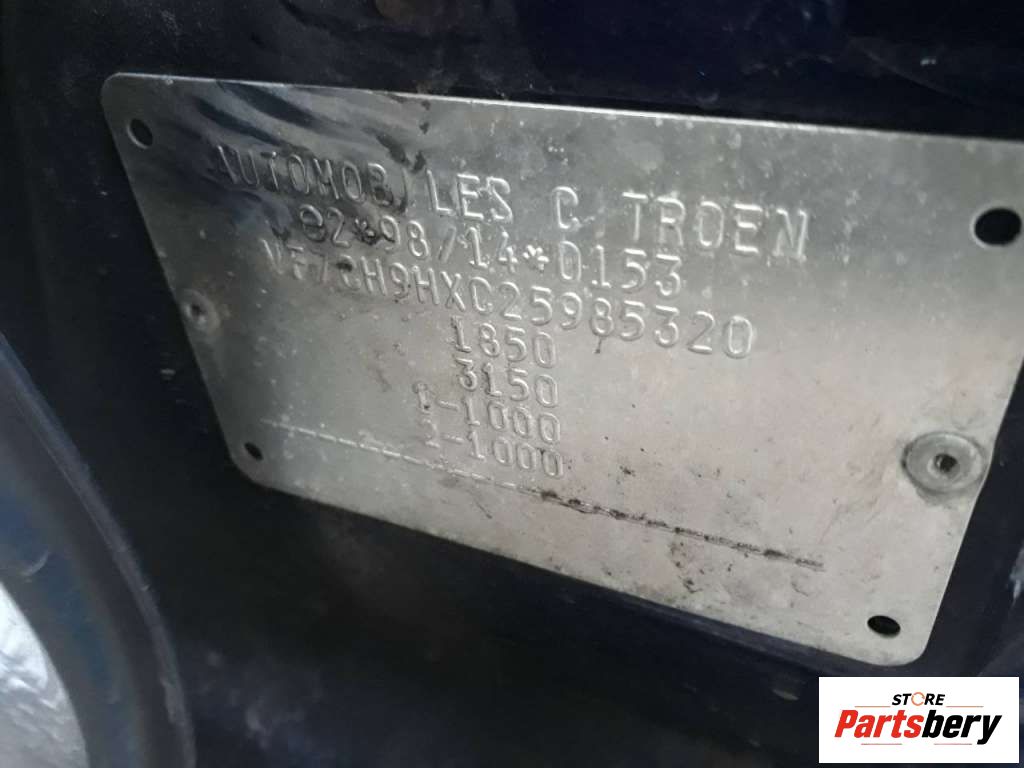 AUTOMOBILES C TROEN
e2*98/14*0153
VF7CH9HXC25985320
1850
3150
1-1000
2-1000
STORE
Partsbery